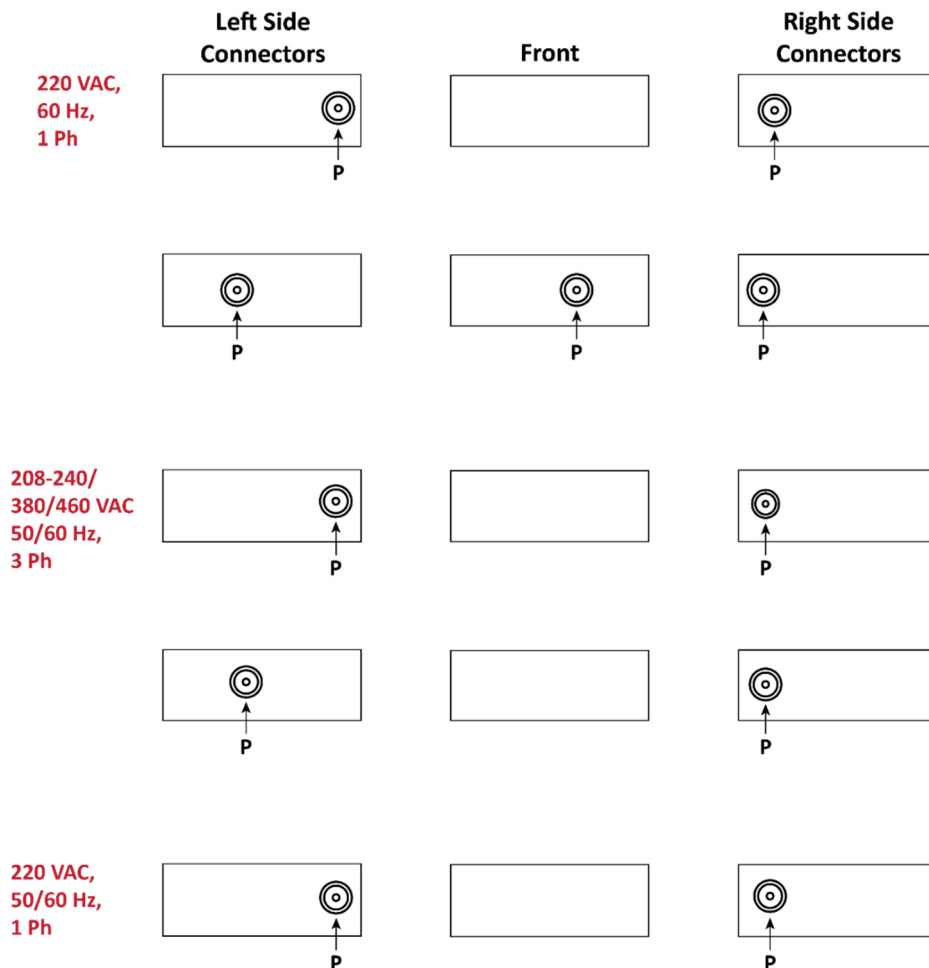 Left Side
Connectors
Front
Right Side
Connectors
220 VAC,
60 Hz,
1 Ph
P
P
P
P
P
208-240/
380/460 VAC
50/60 Hz,
3 Ph
P
P
P
P
220 VAC,
50/60 Hz,
1 Ph
P
P